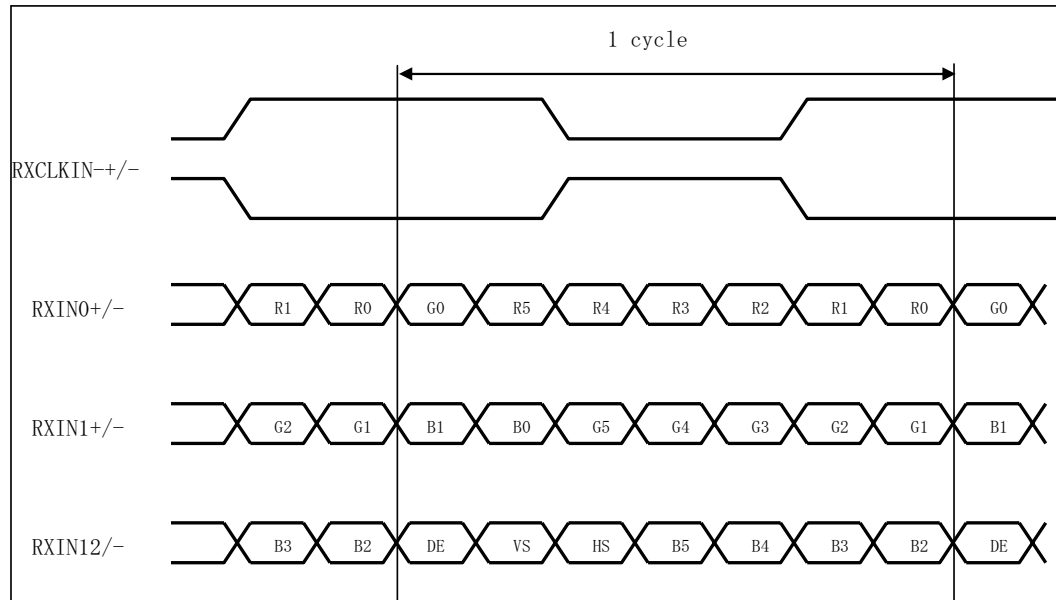 1 cycle
RXCLKIN-+/-
RXIN0+/- R1 R0 G0 R5 R4 R3 R2 R1 R0 G0
RXIN1+/- G2 G1 B1 B0 G5 G4 G3 G2 G1 B1
RXIN12/- B3 B2 DE VS HS B5 B4 B3 B2 DE